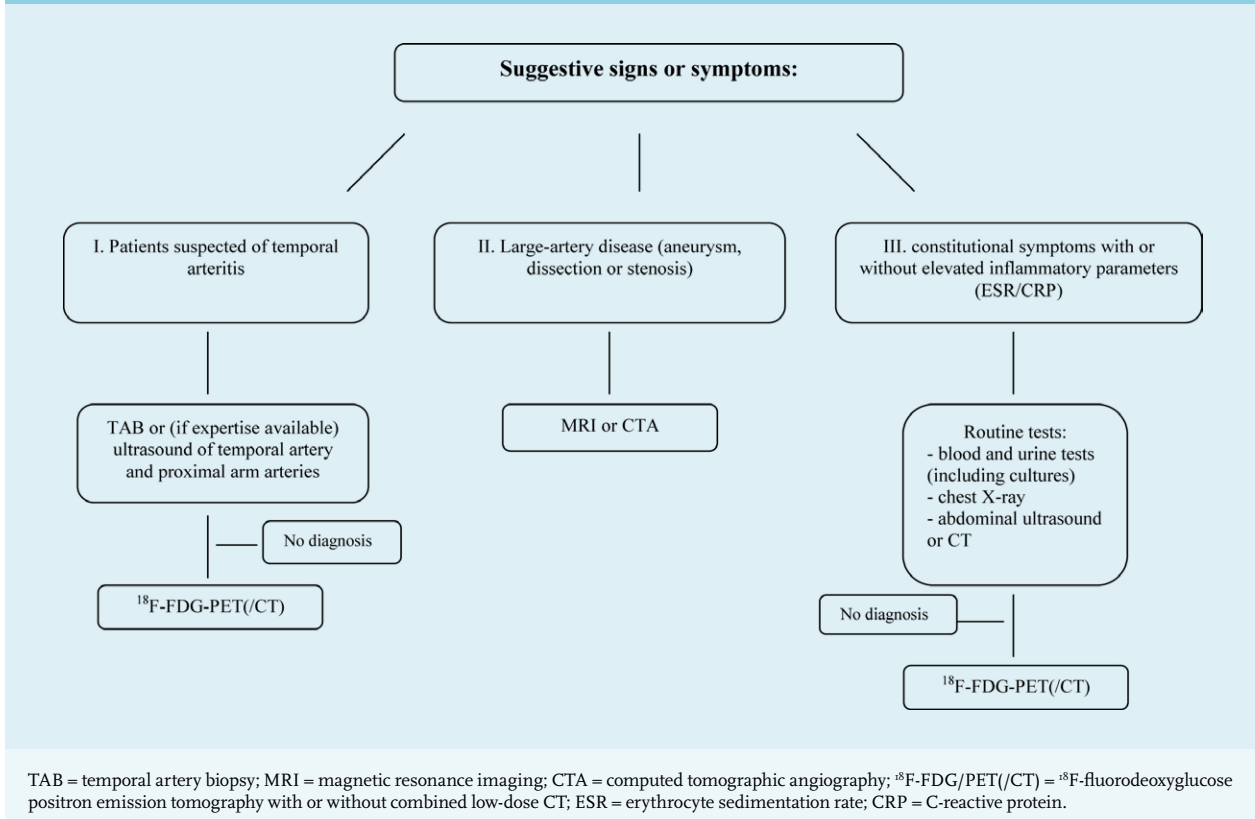 Suggestive signs or symptoms:
I. Patients suspected of temporal
arteritis
II. Large-artery disease (aneurysm,
dissection or stenosis)
III. constitutional symptoms with or
without elevated inflammatory parameters
(ESR/CRP)
TAB or (if expertise available)
ultrasound of temporal artery
and proximal arm arteries
MRI or CTA
Routine tests:
- blood and urine tests
(including cultures)
- chest X-ray
- abdominal ultrasound
or CT
No diagnosis
¹⁸F-FDG-PET(/CT)
No diagnosis
¹⁸F-FDG-PET(/CT)
TAB = temporal artery biopsy; MRI = magnetic resonance imaging; CTA = computed tomographic angiography; ¹⁸F-FDG/PET(/CT) = ¹⁸F-fluorodeoxyglucose
positron emission tomography with or without combined low-dose CT; ESR = erythrocyte sedimentation rate; CRP = C-reactive protein.